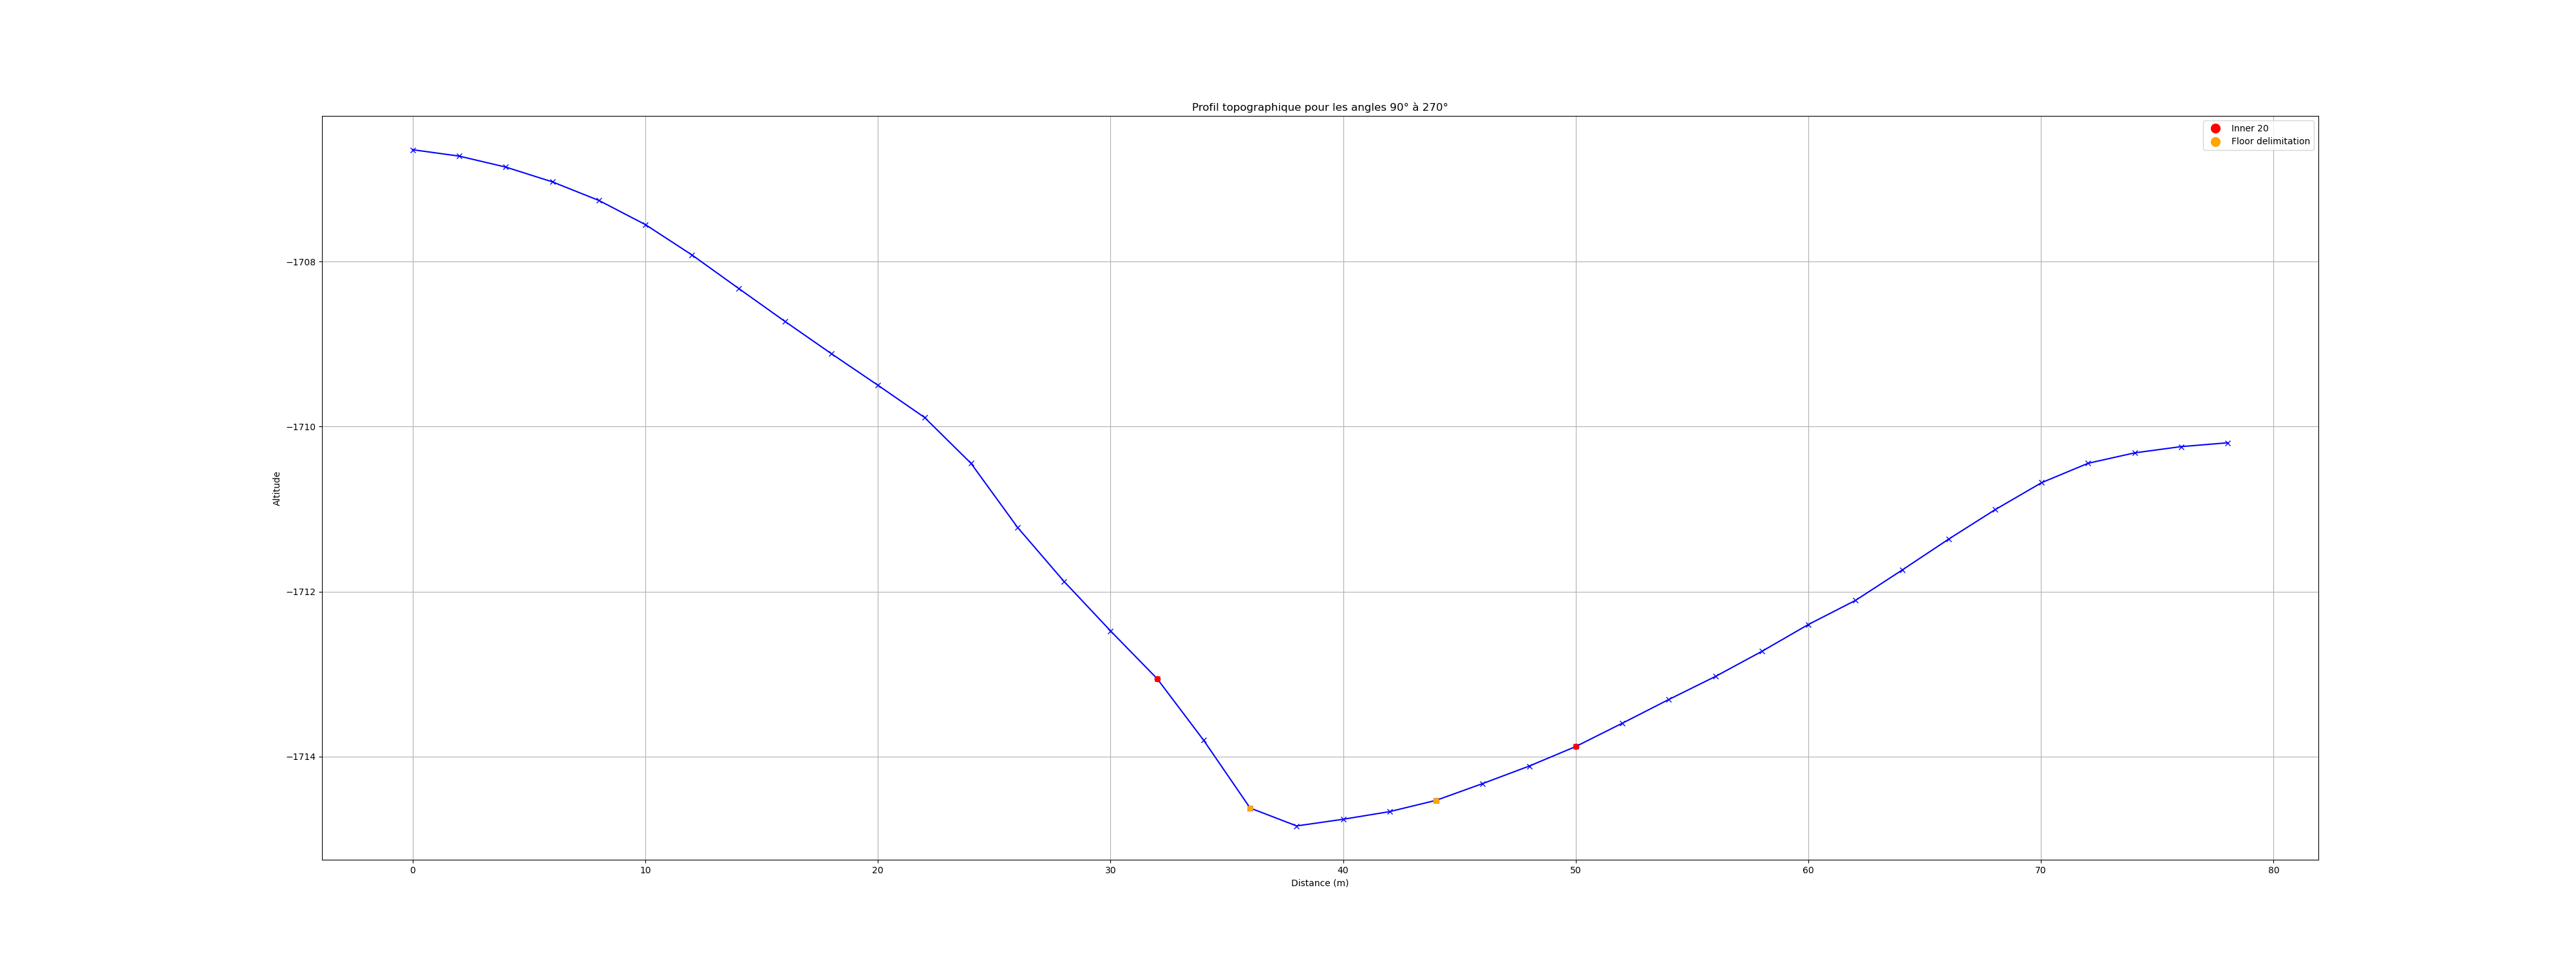 Profil topographique pour les angles 90° à 270°
Inner 20
Floor delimitation
−1708
−1710
−1712
−1714
Altitude
0 10 20 30 40 50 60 70 80
Distance (m)